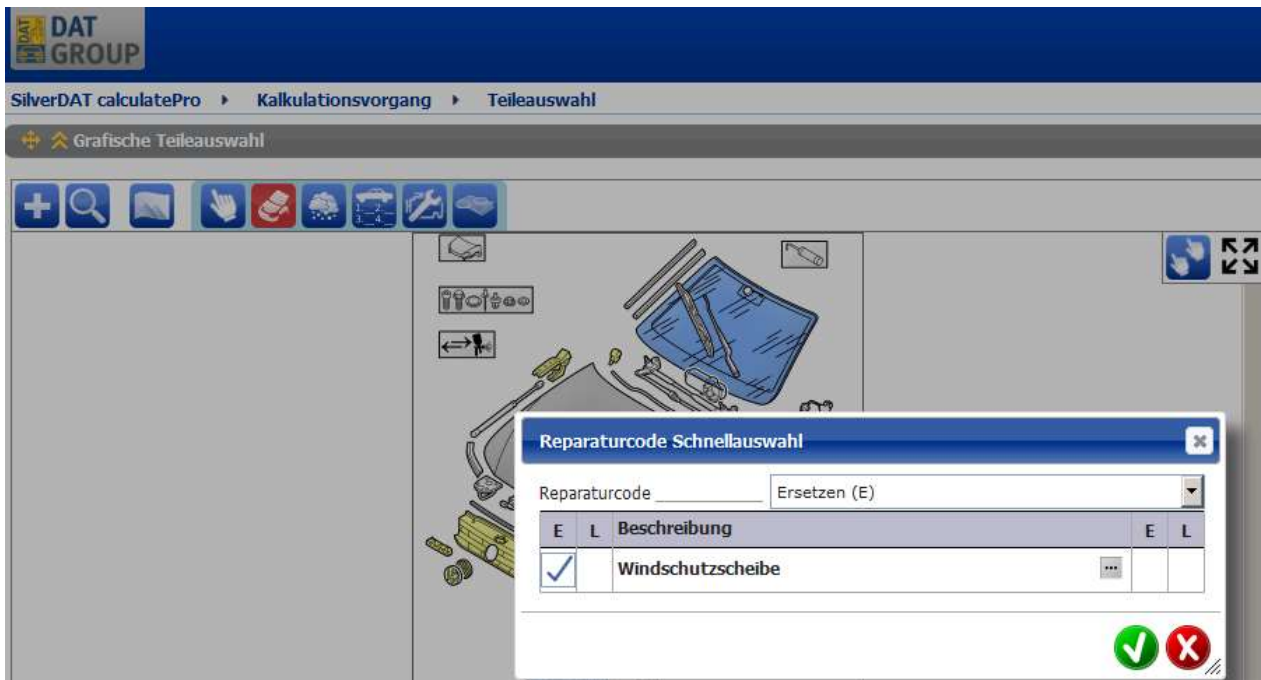 DAT
GROUP
SilverDAT calculatePro Kalkulationsvorgang Teileauswahl
Grafische Teileauswahl
Reparaturcode Schnellauswahl
Reparaturcode Ersetzen (E)
E L Beschreibung E L
Windschutzscheibe ...